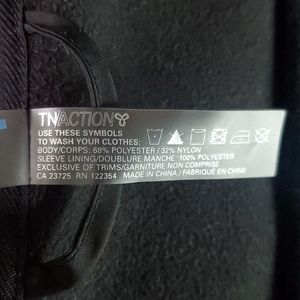 TNACTION
USE THESE SYMBOLS
TO WASH YOUR CLOTHES:
BODY/CORPS: 68% POLYESTER / 32% NYLON
SLEEVE LINING/DOUBLURE MANCHE: 100% POLYESTER
EXCLUSIVE OF TRIMS/GARNITURE NON COMPRISE
CA 23725 RN 122354 MADE IN CHINA / FABRIQUÉ EN CHINE